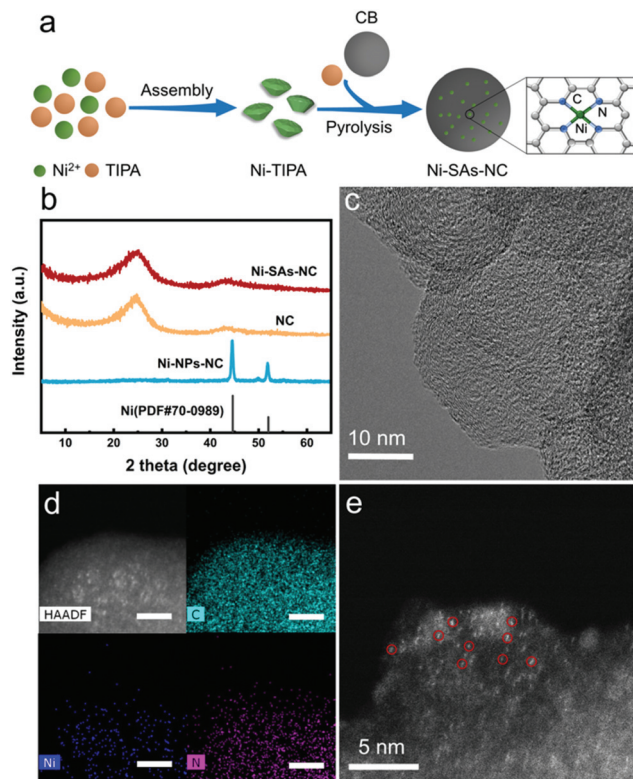 a
CB
Assembly
Pyrolysis
C
N
Ni
Ni²⁺
TIPA
Ni-TIPA
Ni-SAs-NC
b
Intensity (a.u.)
Ni-SAs-NC
NC
Ni-NPs-NC
Ni(PDF#70-0989)
10 20 30 40 50 60
2 theta (degree)
c
10 nm
d
HAADF
C
Ni
N
e
5 nm